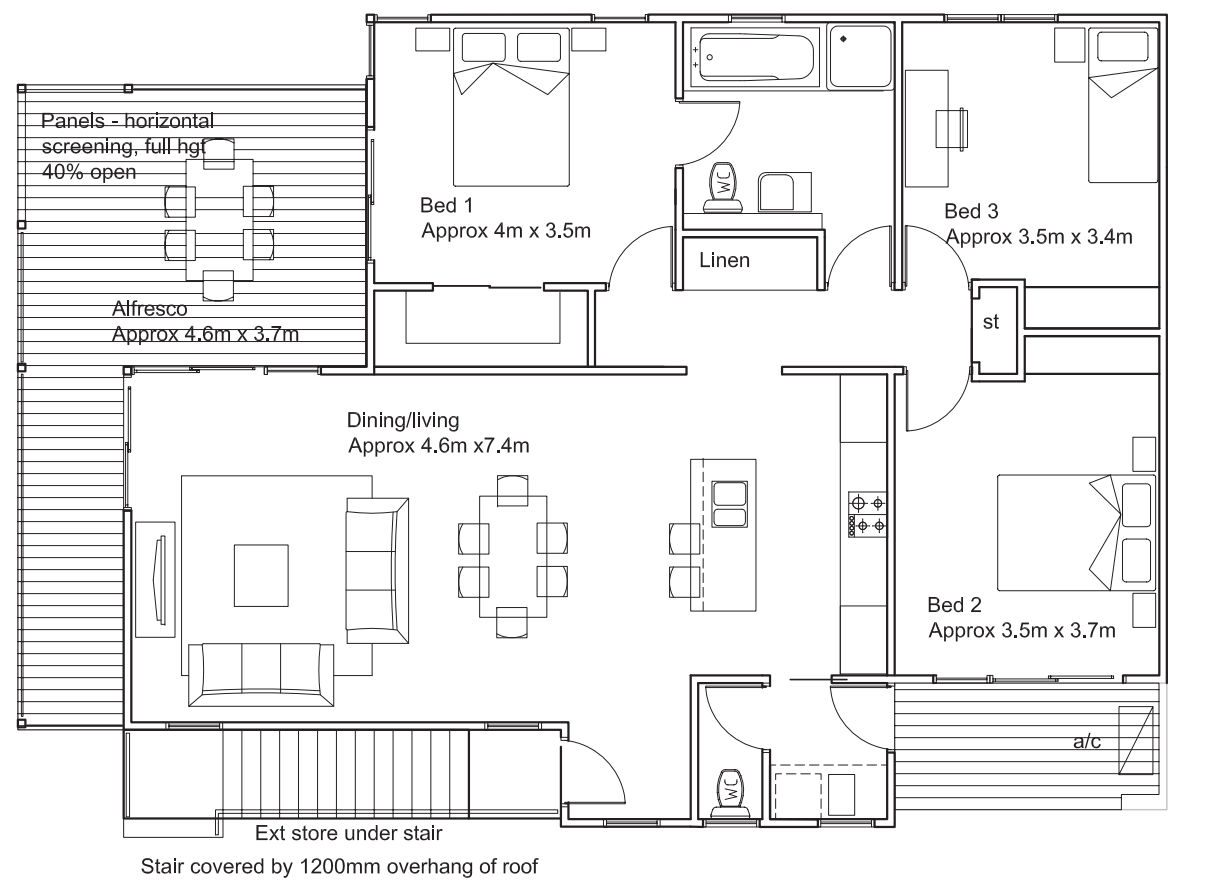 Panels - horizontal
screening, full hgt
40% open
Bed 1
Approx 4m x 3.5m
WC
Linen
Bed 3
Approx 3.5m x 3.4m
Alfresco
Approx 4.6m x 3.7m
st
Dining/living
Approx 4.6m x7.4m
Bed 2
Approx 3.5m x 3.7m
a/c
WC
Ext store under stair
Stair covered by 1200mm overhang of roof